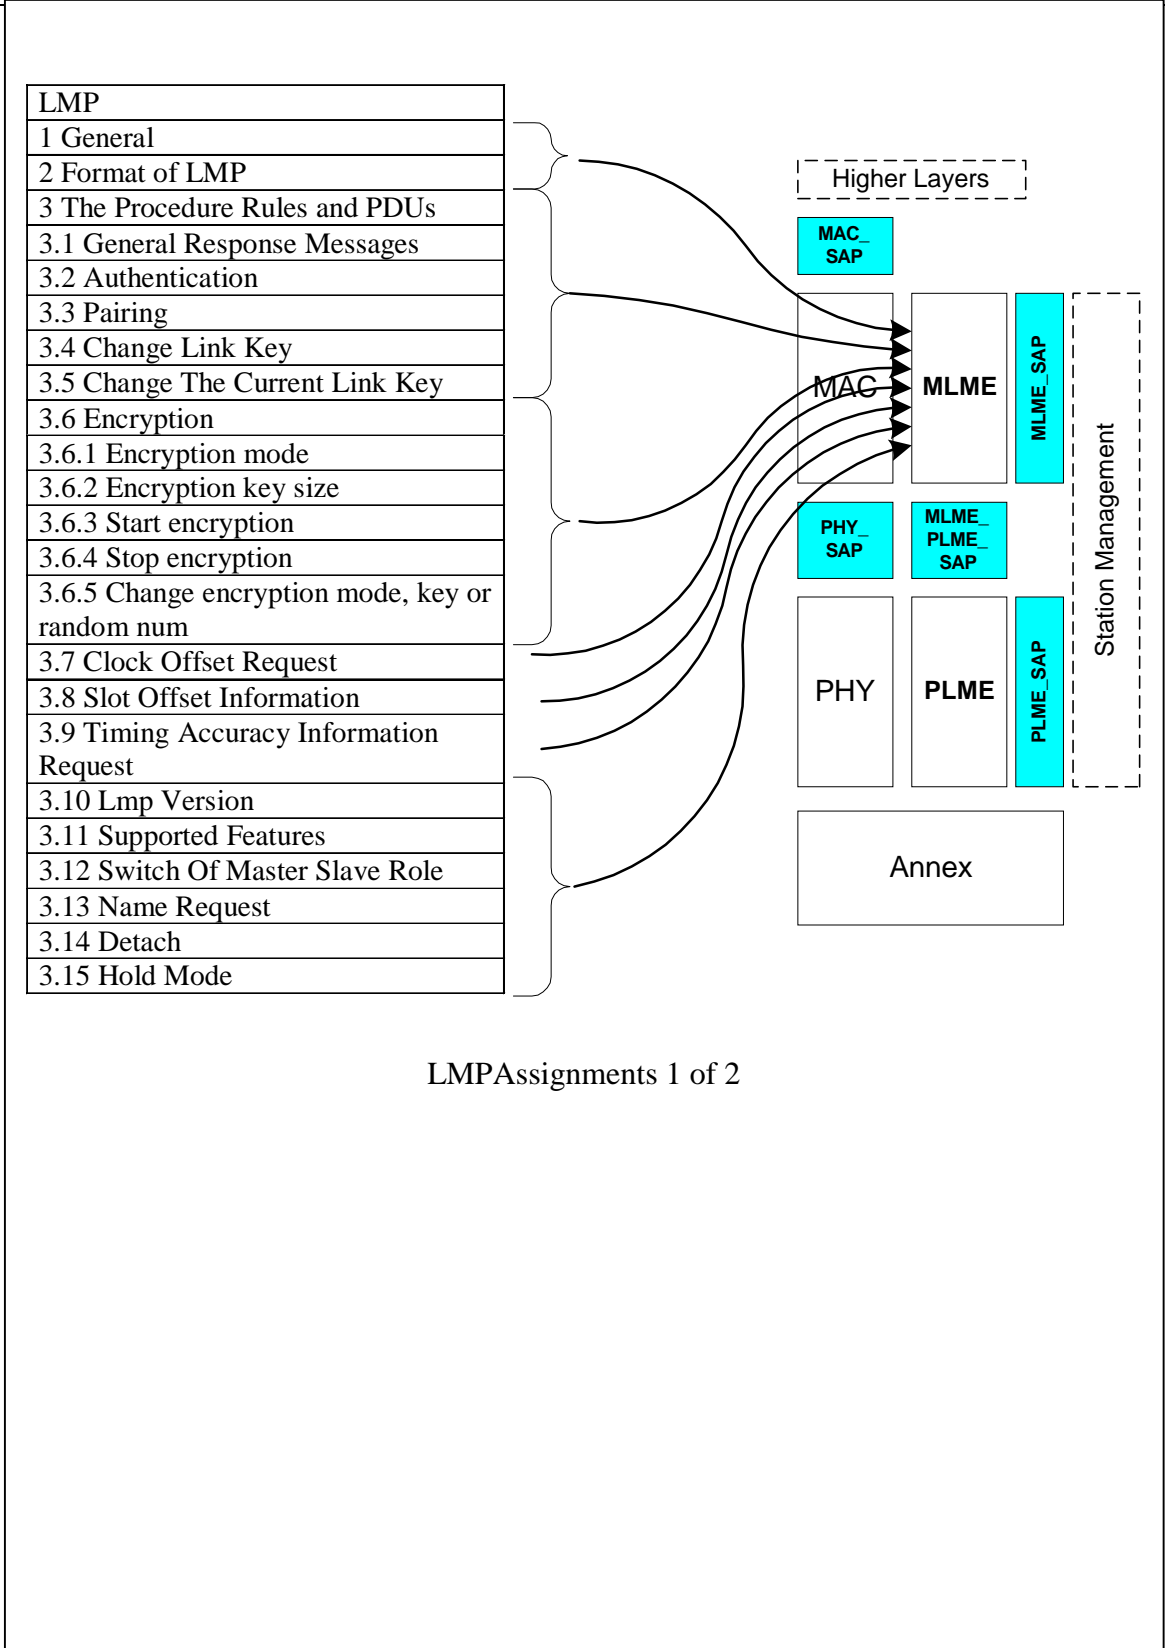 LMP
1 General
2 Format of LMP
3 The Procedure Rules and PDUs
3.1 General Response Messages
3.2 Authentication
3.3 Pairing
3.4 Change Link Key
3.5 Change The Current Link Key
3.6 Encryption
3.6.1 Encryption mode
3.6.2 Encryption key size
3.6.3 Start encryption
3.6.4 Stop encryption
3.6.5 Change encryption mode, key or
random num
3.7 Clock Offset Request
3.8 Slot Offset Information
3.9 Timing Accuracy Information
Request
3.10 Lmp Version
3.11 Supported Features
3.12 Switch Of Master Slave Role
3.13 Name Request
3.14 Detach
3.15 Hold Mode
Higher Layers
MAC_
SAP
MAC
MLME
MLME_SAP
Station Management
PHY_
SAP
MLME_
PLME_
SAP
PHY
PLME
PLME_SAP
Annex
LMPAssignments 1 of 2